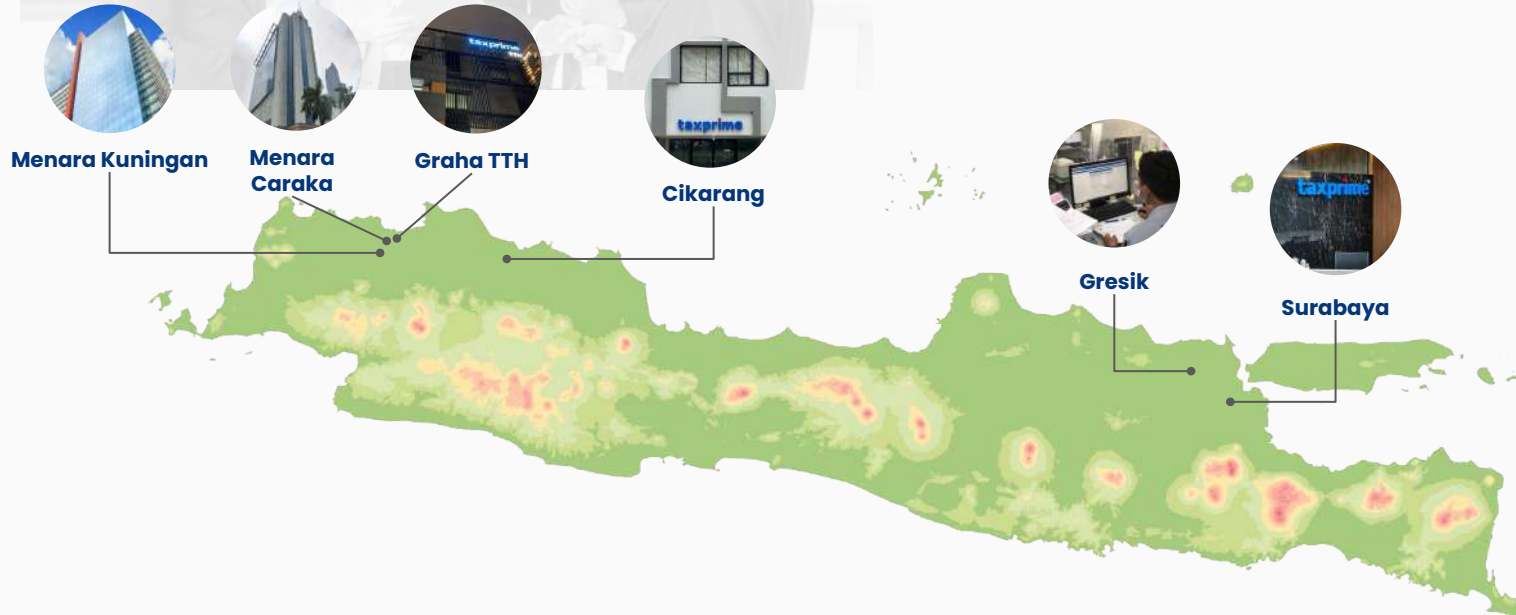 taxprime
taxprime
taxprime
Menara Kuningan
Menara
Caraka
Graha TTH
Cikarang
Gresik
Surabaya